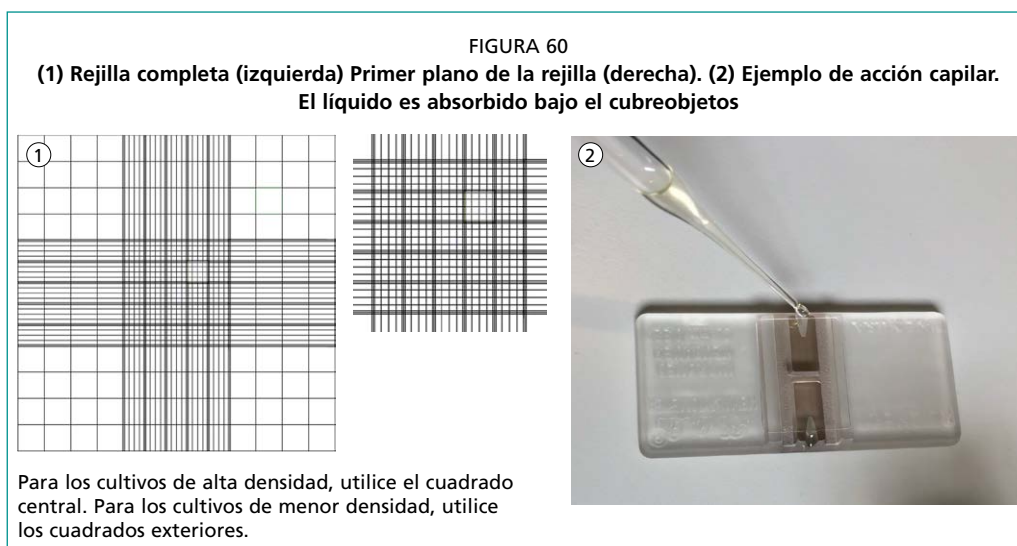 FIGURA 60
(1) Rejilla completa (izquierda) Primer plano de la rejilla (derecha). (2) Ejemplo de acción capilar.
El líquido es absorbido bajo el cubreobjetos
1
2
Para los cultivos de alta densidad, utilice el cuadrado
central. Para los cultivos de menor densidad, utilice
los cuadrados exteriores.